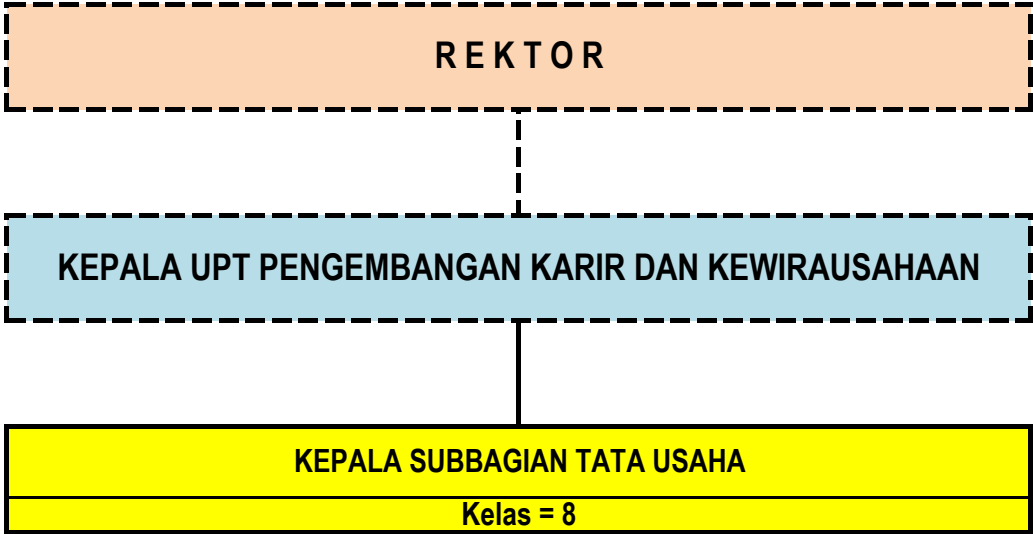 R E K T O R
KEPALA UPT PENGEMBANGAN KARIR DAN KEWIRAUSAHAAN
KEPALA SUBBAGIAN TATA USAHA
Kelas = 8